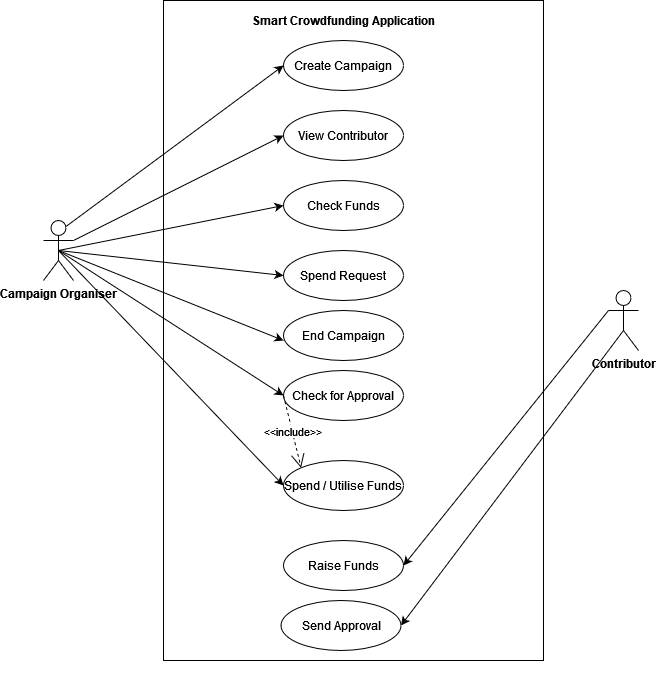 Smart Crowdfunding Application
Create Campaign
View Contributor
Check Funds
Spend Request
Campaign Organiser
End Campaign
Contributor
Check for Approval
<<include>>
Spend / Utilise Funds
Raise Funds
Send Approval